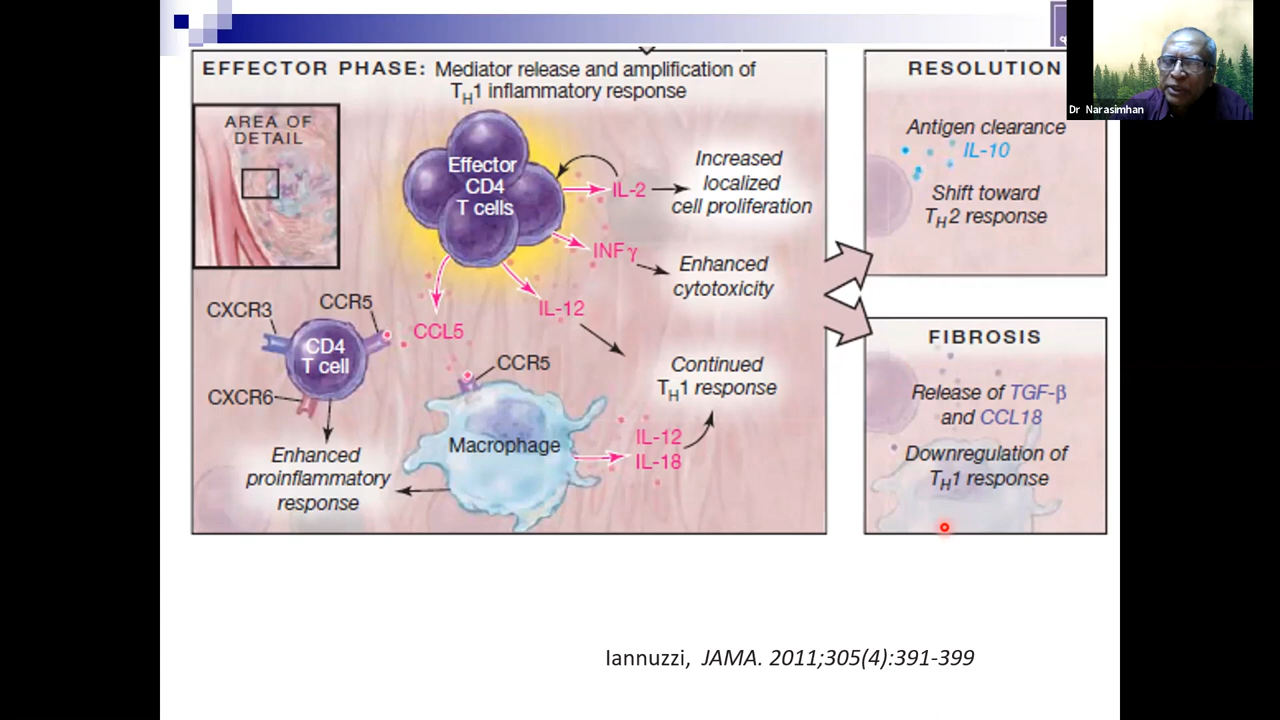 EFFECTOR PHASE: Mediator release and amplification of
TH1 inflammatory response
AREA OF
DETAIL
Effector
CD4
T cells
IL-2
Increased
localized
cell proliferation
INFγ
Enhanced
cytotoxicity
IL-12
CCL5
CXCR3
CCR5
CD4
T cell
CXCR6
Enhanced
proinflammatory
response
CCR5
Macrophage
Continued
TH1 response
IL-12
IL-18
RESOLUTION
Antigen clearance
IL-10
Shift toward
TH2 response
FIBROSIS
Release of TGF-β
and CCL18
Downregulation of
TH1 response
Dr Narasimhan
Iannuzzi, JAMA. 2011;305(4):391-399